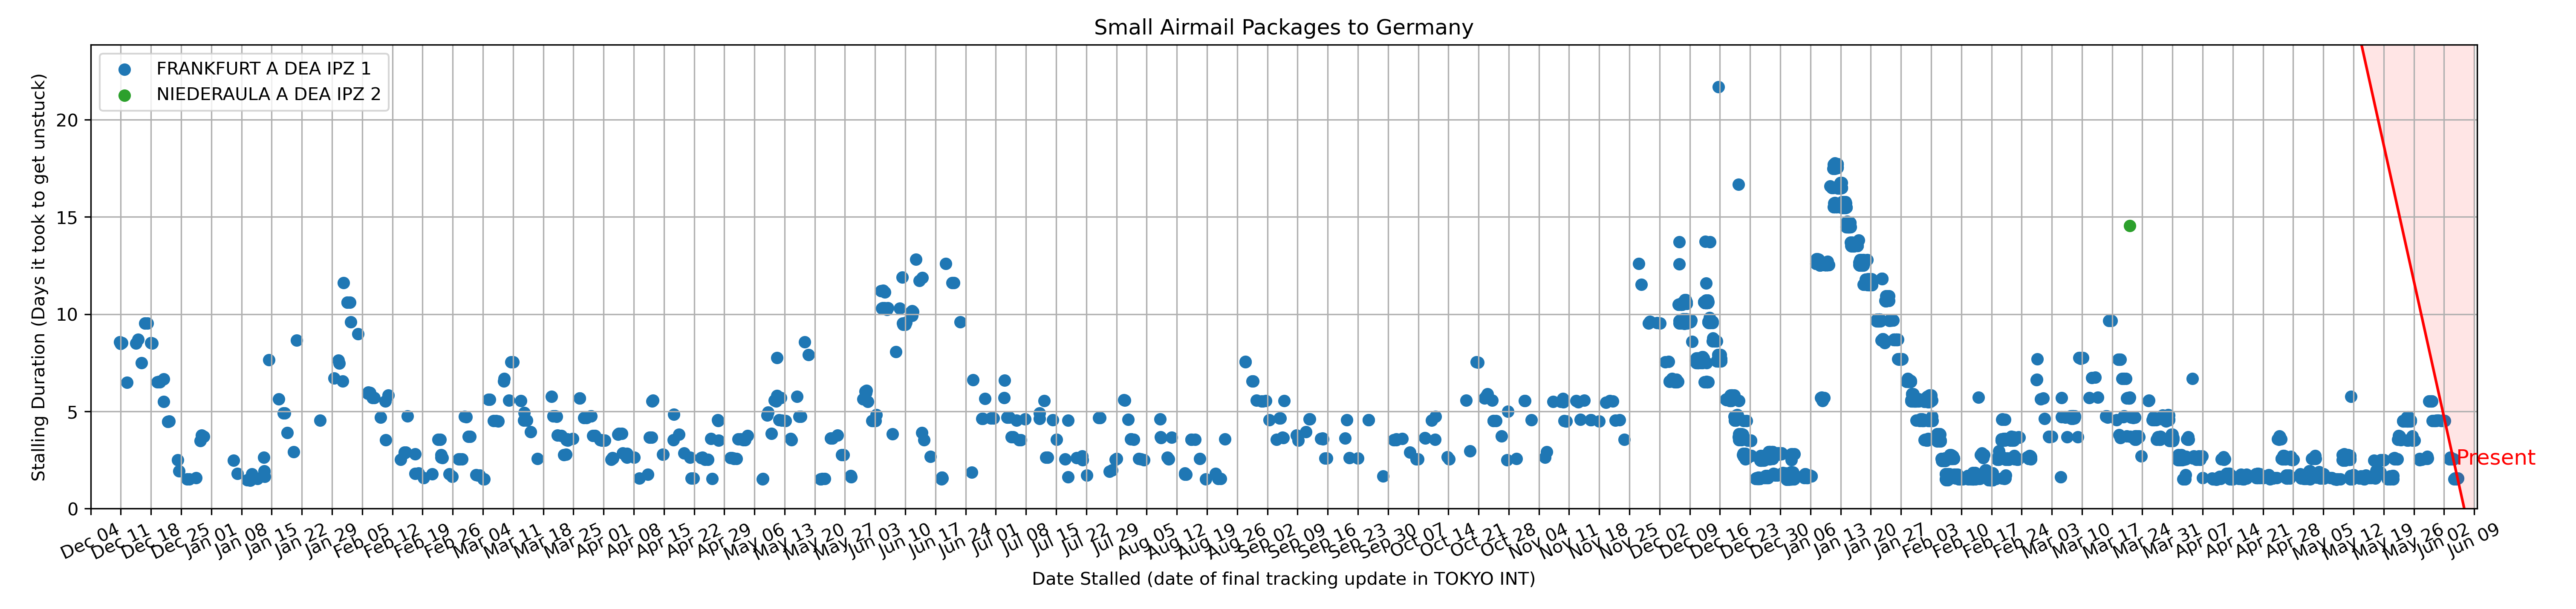 Small Airmail Packages to Germany
FRANKFURT A DEA IPZ 1
NIEDERAULA A DEA IPZ 2
Stalling Duration (Days it took to get unstuck)
20
15
10
5
0
Present
Dec 04 Dec 11 Dec 18 Dec 25 Jan 01 Jan 08 Jan 15 Jan 22 Jan 29 Feb 05 Feb 12 Feb 19 Feb 26 Mar 04 Mar 11 Mar 18 Mar 25 Apr 01 Apr 08 Apr 15 Apr 22 Apr 29 May 06 May 13 May 20 May 27 Jun 03 Jun 10 Jun 17 Jun 24 Jul 01 Jul 08 Jul 15 Jul 22 Jul 29 Aug 05 Aug 12 Aug 19 Aug 26 Sep 02 Sep 09 Sep 16 Sep 23 Sep 30 Oct 07 Oct 14 Oct 21 Oct 28 Nov 04 Nov 11 Nov 18 Nov 25 Dec 02 Dec 09 Dec 16 Dec 23 Dec 30 Jan 06 Jan 13 Jan 20 Jan 27 Feb 03 Feb 10 Feb 17 Feb 24 Mar 03 Mar 10 Mar 17 Mar 24 Mar 31 Apr 07 Apr 14 Apr 21 Apr 28 May 05 May 12 May 19 May 26 Jun 02 Jun 09
Date Stalled (date of final tracking update in TOKYO INT)